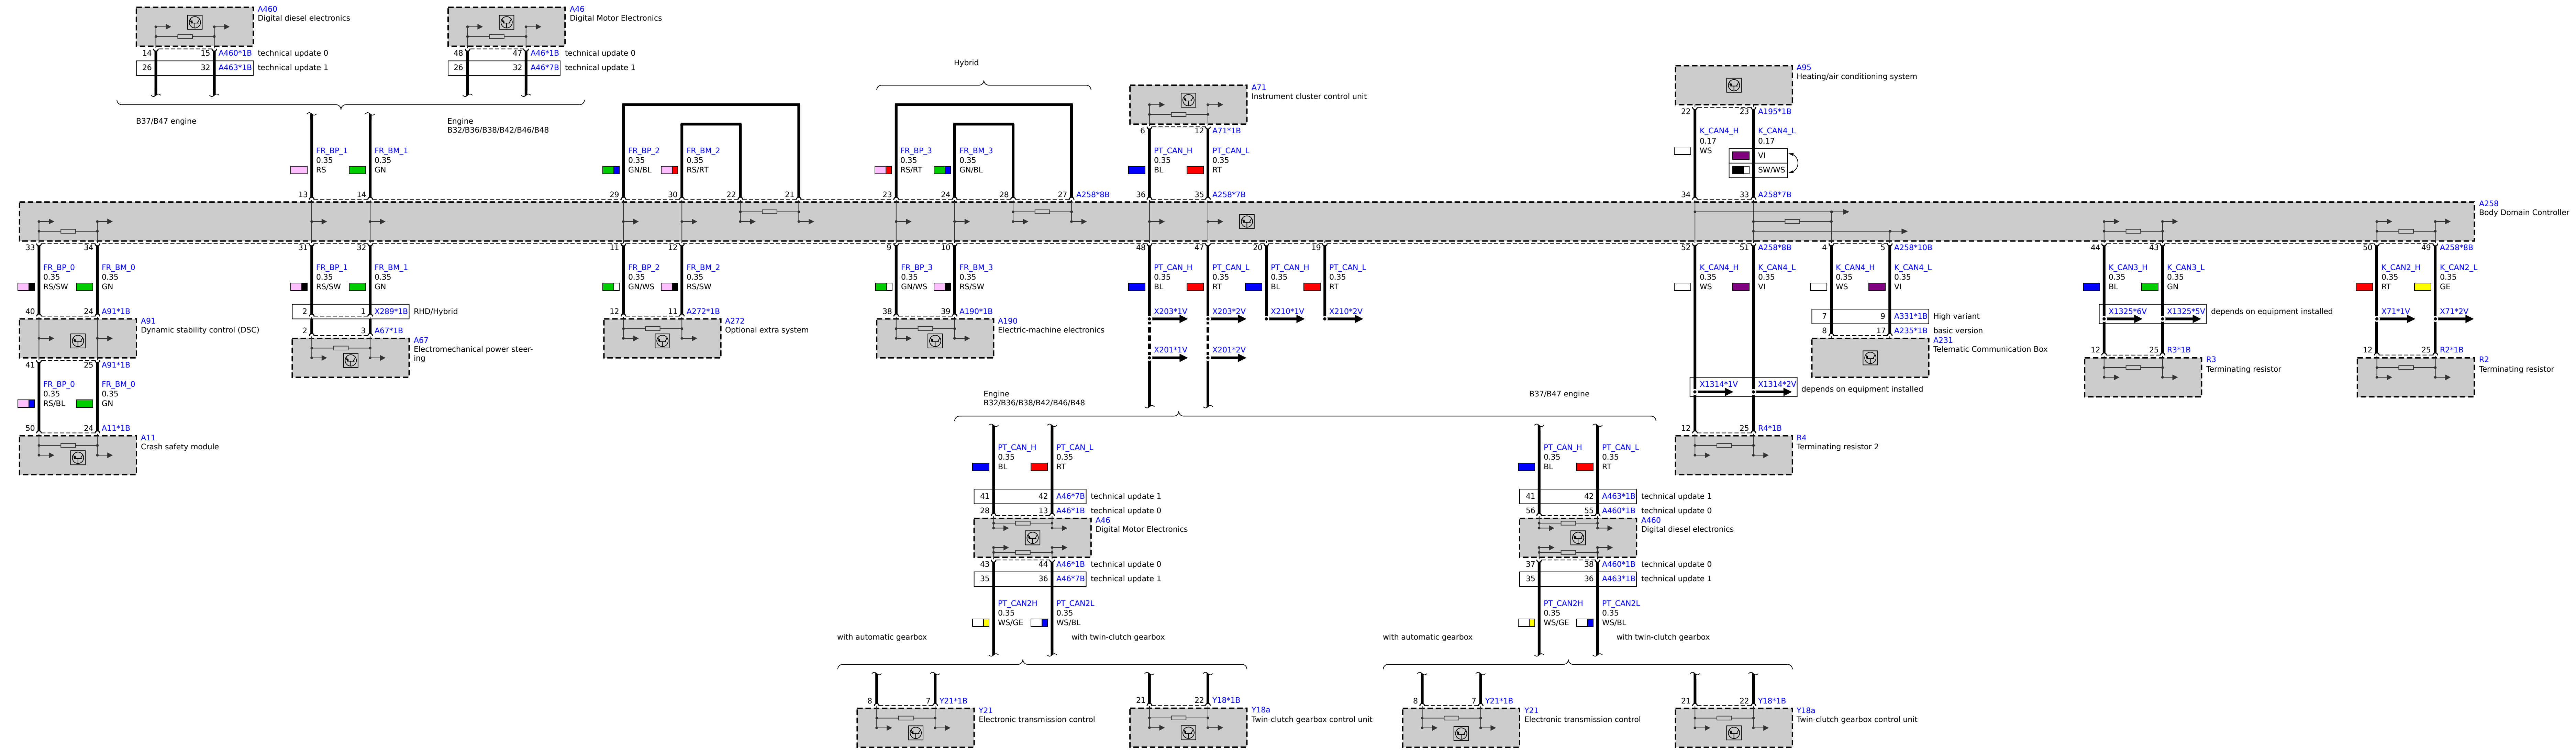 A460
Digital diesel electronics
14 15 A460*1B technical update 0
26 32 A463*1B technical update 1
A46
Digital Motor Electronics
48 47 A46*1B technical update 0
26 32 A46*7B technical update 1
B37/B47 engine
Engine
B32/B36/B38/B42/B46/B48
Hybrid
A71
Instrument cluster control unit
6 12 A71*1B
A95
Heating/air conditioning system
22 23 A195*1B
FR_BP_1
0.35
RS
FR_BM_1
0.35
GN
FR_BP_2
0.35
GN/BL
FR_BM_2
0.35
RS/RT
FR_BP_3
0.35
RS/RT
FR_BM_3
0.35
GN/BL
PT_CAN_H
0.35
BL
PT_CAN_L
0.35
RT
K_CAN4_H
0.17
WS
K_CAN4_L
0.17
VI
SW/WS
13 14 29 30 22 21 23 24 28 27 A258*8B 36 35 A258*7B 34 33 A258*7B
A258
Body Domain Controller
33 34 31 32 11 12 9 10 48 47 20 19 52 51 A258*8B 4 5 A258*10B 44 43 50 49 A258*8B
FR_BP_0
0.35
RS/SW
FR_BM_0
0.35
GN
FR_BP_1
0.35
RS/SW
FR_BM_1
0.35
GN
FR_BP_2
0.35
GN/WS
FR_BM_2
0.35
RS/SW
FR_BP_3
0.35
GN/WS
FR_BM_3
0.35
RS/SW
PT_CAN_H
0.35
BL
PT_CAN_L
0.35
RT
PT_CAN_H
0.35
BL
PT_CAN_L
0.35
RT
K_CAN4_H
0.35
WS
K_CAN4_L
0.35
VI
K_CAN4_H
0.35
WS
K_CAN4_L
0.35
VI
K_CAN3_H
0.35
BL
K_CAN3_L
0.35
GN
K_CAN2_H
0.35
RT
K_CAN2_L
0.35
GE
40 24 A91*1B
A91
Dynamic stability control (DSC)
41 25 A91*1B
FR_BP_0
0.35
RS/BL
FR_BM_0
0.35
GN
50 24 A11*1B
A11
Crash safety module
2 1 X289*1B RHD/Hybrid
2 3 A67*1B
A67
Electromechanical power steer-
ing
12 11 A272*1B
A272
Optional extra system
38 39 A190*1B
A190
Electric-machine electronics
X203*1V X203*2V X210*1V X210*2V
X201*1V X201*2V
7 9 A331*1B High variant
8 17 A235*1B basic version
A231
Telematic Communication Box
X1314*1V X1314*2V depends on equipment installed
12 25 R4*1B
R4
Terminating resistor 2
X1325*6V X1325*5V depends on equipment installed
12 25 R3*1B
R3
Terminating resistor
X71*1V X71*2V
12 25 R2*1B
R2
Terminating resistor
Engine
B32/B36/B38/B42/B46/B48
B37/B47 engine
PT_CAN_H
0.35
BL
PT_CAN_L
0.35
RT
41 42 A46*7B technical update 1
28 13 A46*1B technical update 0
A46
Digital Motor Electronics
43 44 A46*1B technical update 0
35 36 A46*7B technical update 1
PT_CAN2H
0.35
WS/GE
PT_CAN2L
0.35
WS/BL
with automatic gearbox
with twin-clutch gearbox
8 7 Y21*1B
Y21
Electronic transmission control
21 22 Y18*1B
Y18a
Twin-clutch gearbox control unit
PT_CAN_H
0.35
BL
PT_CAN_L
0.35
RT
41 42 A463*1B technical update 1
56 55 A460*1B technical update 0
A460
Digital diesel electronics
37 38 A460*1B technical update 0
35 36 A463*1B technical update 1
PT_CAN2H
0.35
WS/GE
PT_CAN2L
0.35
WS/BL
with automatic gearbox
with twin-clutch gearbox
8 7 Y21*1B
Y21
Electronic transmission control
21 22 Y18*1B
Y18a
Twin-clutch gearbox control unit